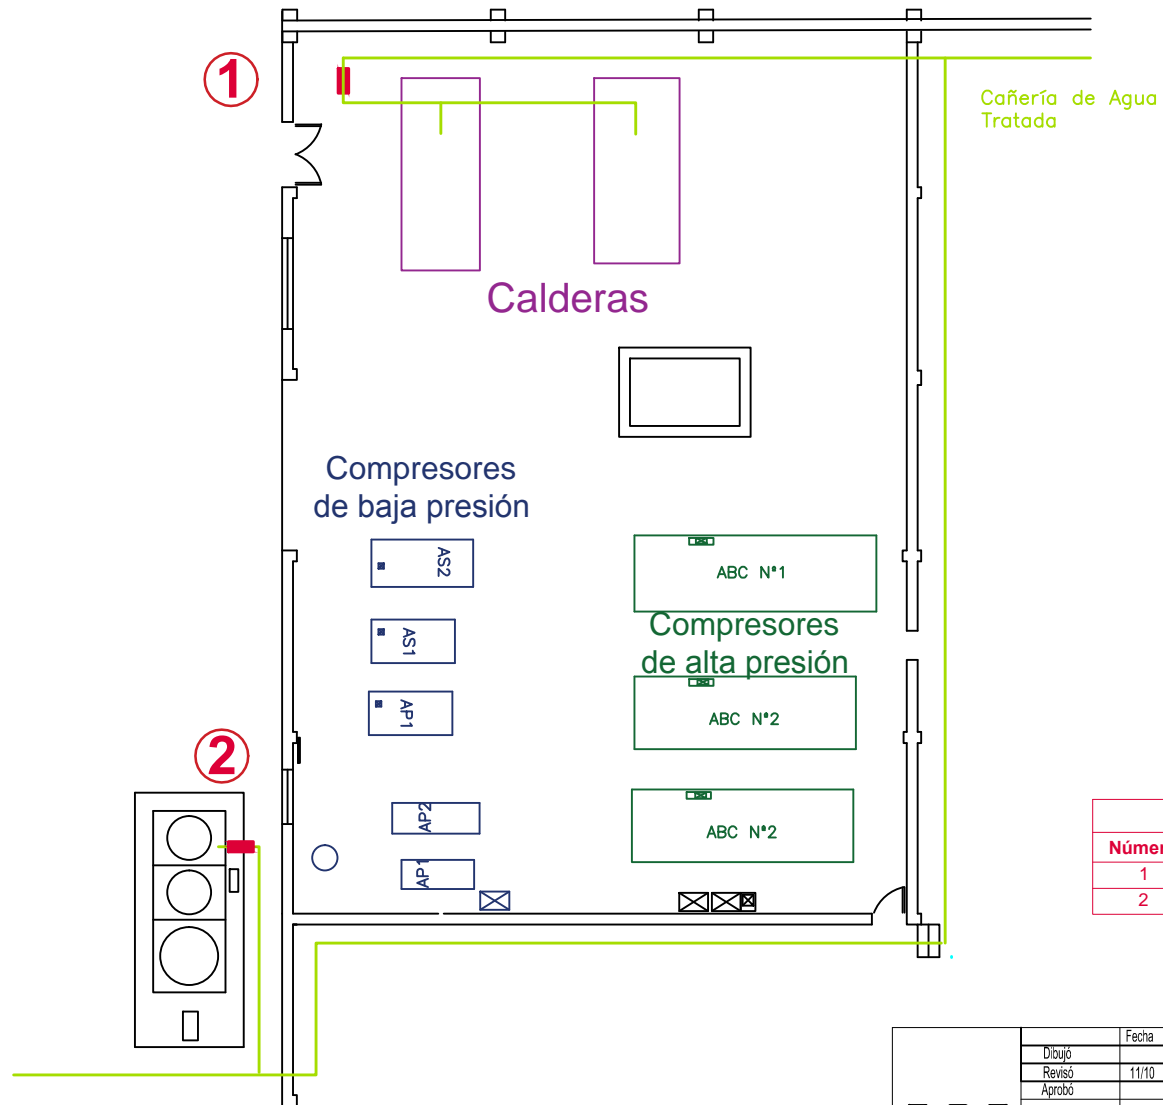 1
Cañería de Agua
Tratada
Calderas
Compresores
de baja presión
AS2
ABC N°1
AS1
Compresores
de alta presión
AP1
ABC N°2
2
AP2
ABC N°2
AP1
1
2
Fecha
Dibujó
Revisó 11/10
Aprobó